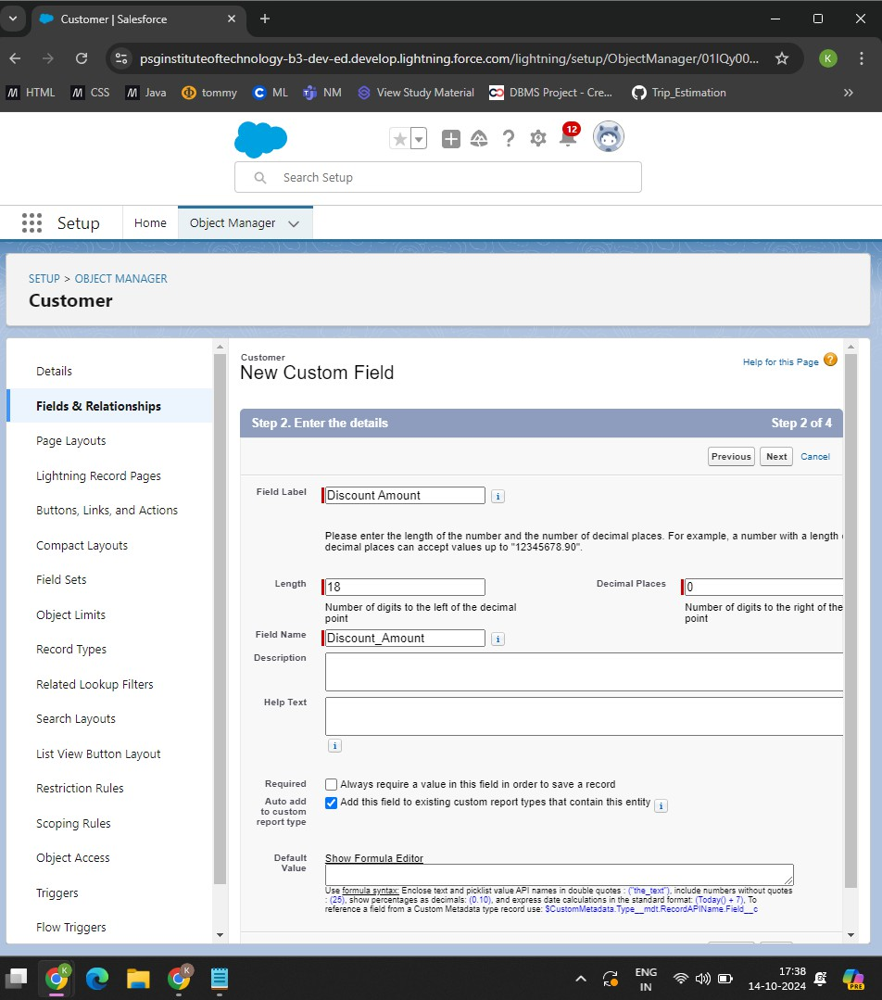 Customer | Salesforce
psginstituteoftechnology-b3-dev-ed.develop.lightning.force.com/lightning/setup/ObjectManager/01IQy00...
K
HTML CSS Java tommy ML NM View Study Material DBMS Project - Cre... Trip_Estimation »
12
Search Setup
Setup Home Object Manager
SETUP > OBJECT MANAGER
Customer
Details
Fields & Relationships
Page Layouts
Lightning Record Pages
Buttons, Links, and Actions
Compact Layouts
Field Sets
Object Limits
Record Types
Related Lookup Filters
Search Layouts
List View Button Layout
Restriction Rules
Scoping Rules
Object Access
Triggers
Flow Triggers
Customer
New Custom Field
Help for this Page ?
Step 2. Enter the details Step 2 of 4
Previous Next Cancel
Field Label Discount Amount i
Please enter the length of the number and the number of decimal places. For example, a number with a length
decimal places can accept values up to "12345678.90".
Length 18 Decimal Places 0
Number of digits to the left of the decimal
point
Number of digits to the right of the
point
Field Name Discount_Amount i
Description
Help Text
i
Required Always require a value in this field in order to save a record
Auto add
to custom
report type
Add this field to existing custom report types that contain this entity i
Default
Value
Show Formula Editor
Use formula syntax: Enclose text and picklist value API names in double quotes : ("the_text"), include numbers without quotes
: (25), show percentages as decimals: (0.10), and express date calculations in the standard format: (Today() + 7), To
reference a field from a Custom Metadata type record use: $CustomMetadata.Type__mdt.RecordAPIName.Field__c
K K
ENG
IN
17:38
14-10-2024
PRE